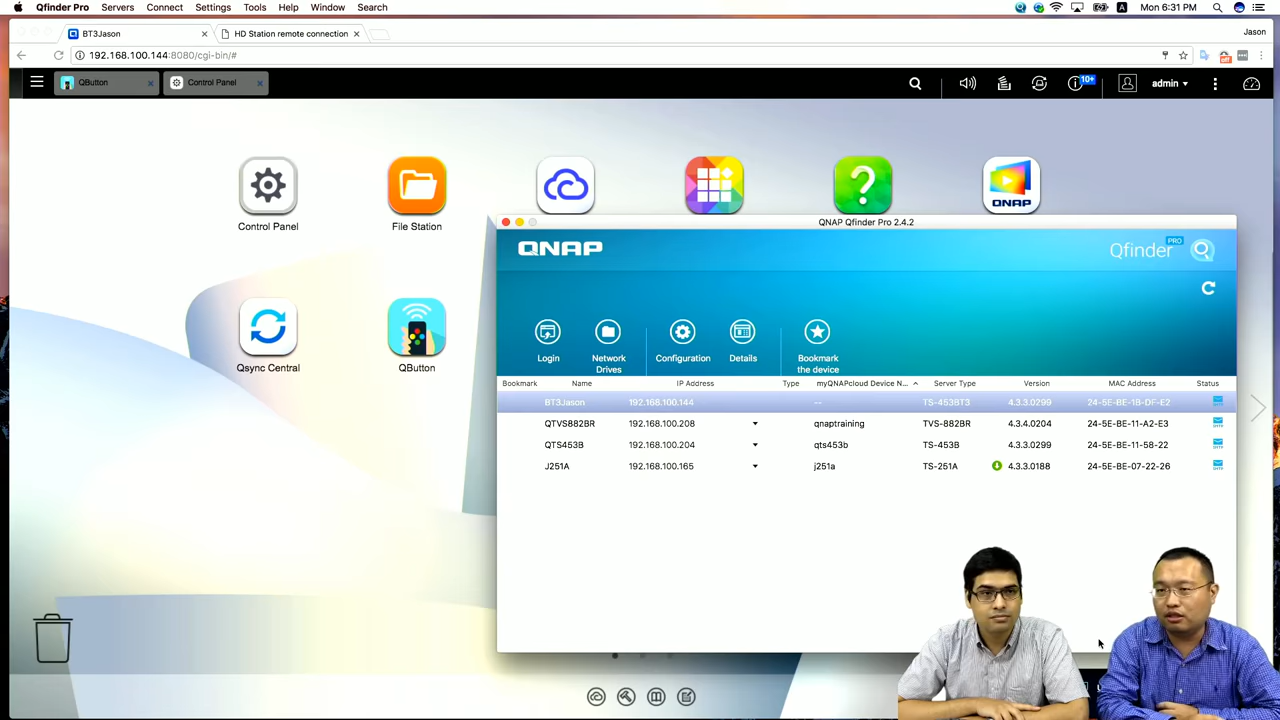 Qfinder Pro Servers Connect Settings Tools Help Window Search
A Mon 6:31 PM
BT3Jason × HD Station remote connection ×
Jason
192.168.100.144:8080/cgi-bin/#
QButton Control Panel
10+
admin
Control Panel File Station
QNAP
Qsync Central QButton
QNAP Qfinder Pro 2.4.2
QNAP
Qfinder PRO
Login Network Drives Configuration Details Bookmark the device
Bookmark Name IP Address Type myQNAPcloud Device N... Server Type Version MAC Address Status
BT3Jason 192.168.100.144 -- TS-453BT3 4.3.3.0299 24-5E-BE-1B-DF-E2
QTVS882BR 192.168.100.208 qnaptraining TVS-882BR 4.3.4.0204 24-5E-BE-11-A2-E3
QTS453B 192.168.100.204 qts453b TS-453B 4.3.3.0299 24-5E-BE-11-58-22
J251A 192.168.100.165 j251a TS-251A 4.3.3.0188 24-5E-BE-07-22-26